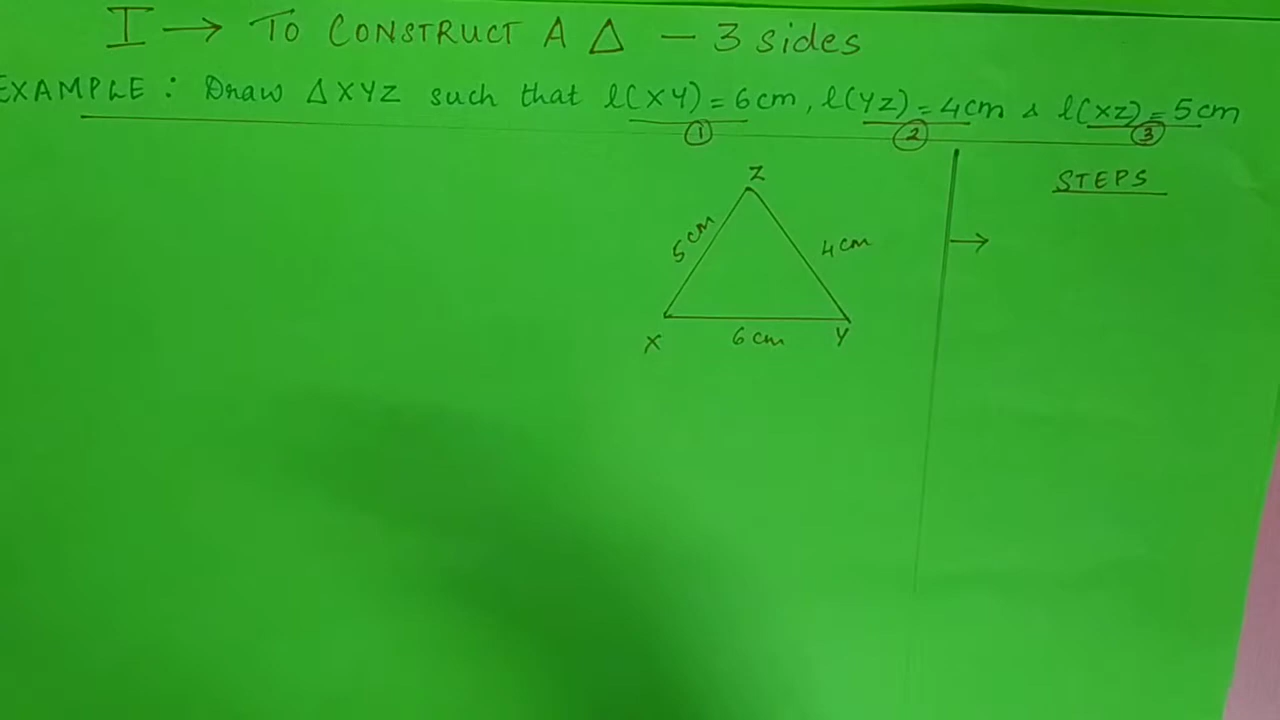 I → TO CONSTRUCT A △ – 3 sides
EXAMPLE : Draw △XYZ such that l(XY) = 6cm, l(YZ) = 4cm & l(XZ) = 5cm
① ② ③
Z
STEPS
5cm
4cm
→
X
6cm
Y